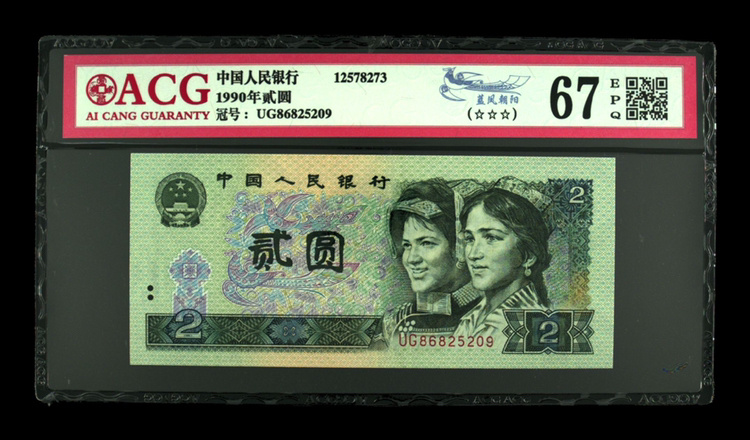 ACG
AI CANG GUARANTY
中国人民银行 12578273
1990年贰圆
冠号：UG86825209
蓝凤朝阳
(☆☆☆)
67
EPQ
中国人民银行
2
贰圆
2
2
UG86825209